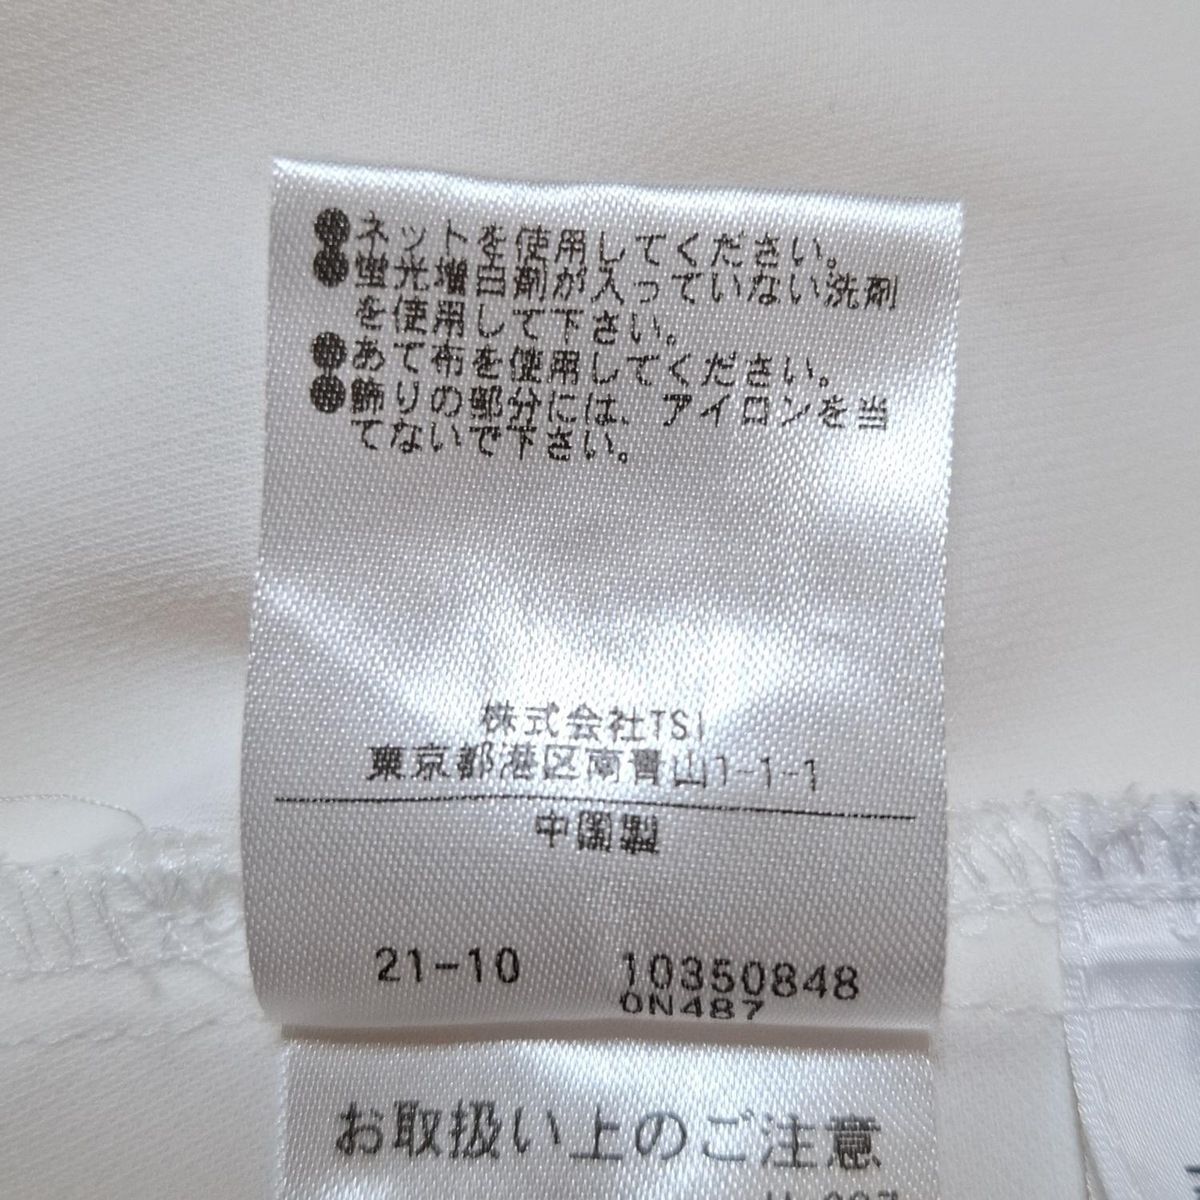 ●ネットを使用してください。
●蛍光増白剤が入っていない洗剤
を使用して下さい。
●あて布を使用してください。
●飾りの部分には、アイロンを当
てないで下さい。
株式会社TSI
東京都港区南青山1-1-1
中国製
21-10 10350848
0N487
お取扱い上のご注意